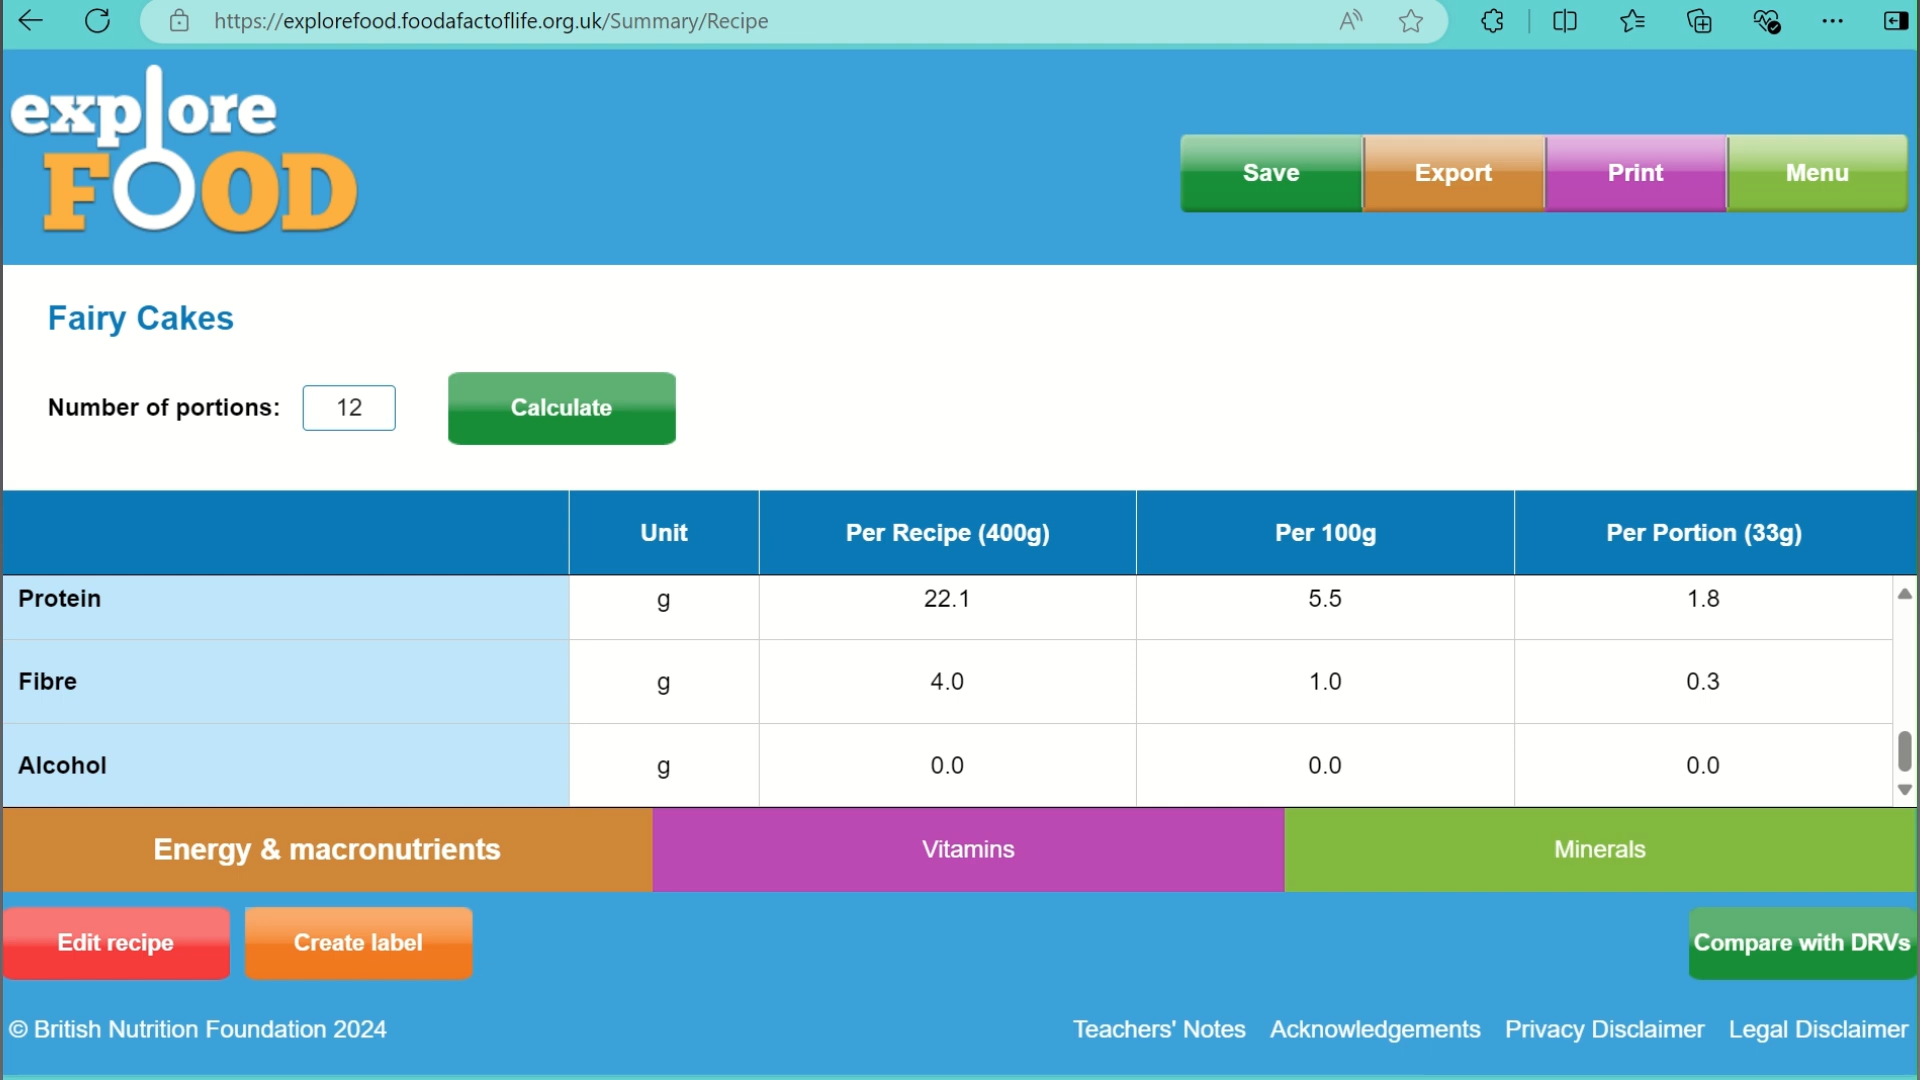 https://explorefood.foodafactoflife.org.uk/Summary/Recipe
explore
FOOD
Save Export Print Menu
Fairy Cakes
Number of portions: 12 Calculate
Unit Per Recipe (400g) Per 100g Per Portion (33g)
Protein g 22.1 5.5 1.8
Fibre g 4.0 1.0 0.3
Alcohol g 0.0 0.0 0.0
Energy & macronutrients Vitamins Minerals
Edit recipe Create label Compare with DRVs
© British Nutrition Foundation 2024 Teachers' Notes Acknowledgements Privacy Disclaimer Legal Disclaimer